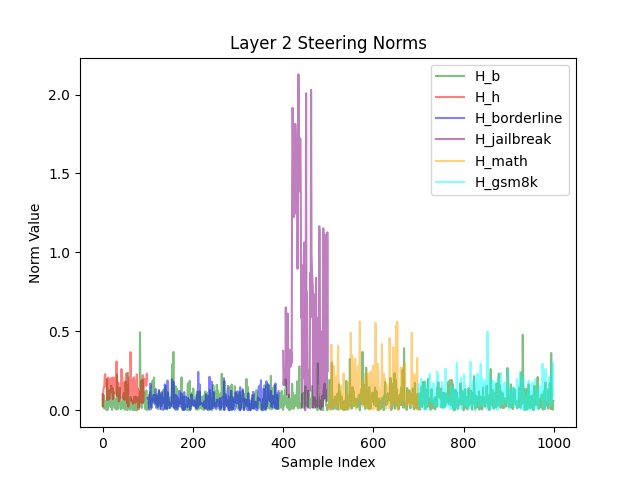 Layer 2 Steering Norms
H_b
H_h
H_borderline
H_jailbreak
H_math
H_gsm8k
Norm Value
2.0
1.5
1.0
0.5
0.0
0
200
400
600
800
1000
Sample Index